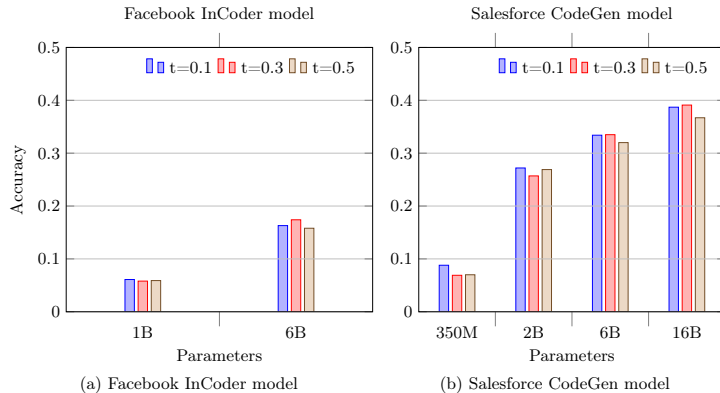 Facebook InCoder model
Salesforce CodeGen model
0.5
0.4
0.3
0.2
0.1
0
Accuracy
t=0.1 t=0.3 t=0.5
1B 6B
Parameters
0.5
0.4
0.3
0.2
0.1
0
t=0.1 t=0.3 t=0.5
350M 2B 6B 16B
Parameters
(a) Facebook InCoder model
(b) Salesforce CodeGen model